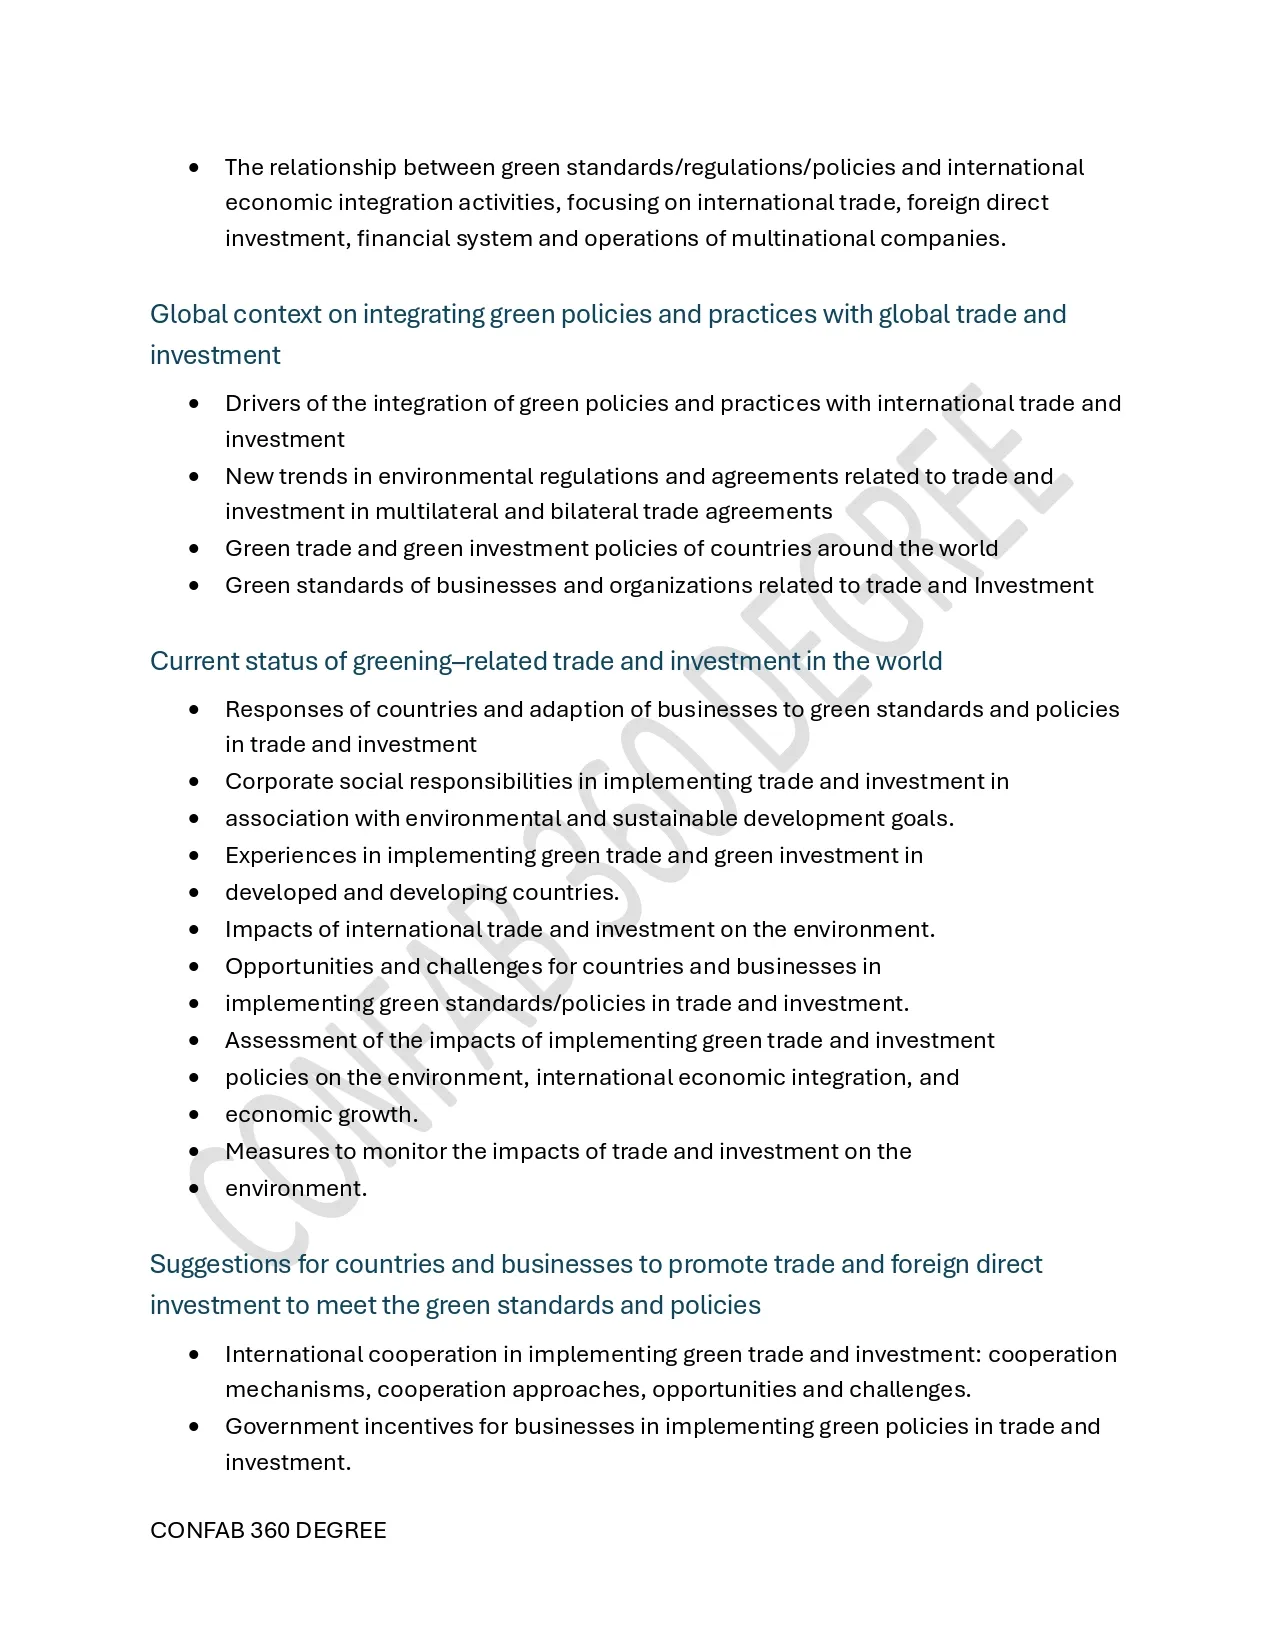 • The relationship between green standards/regulations/policies and international
economic integration activities, focusing on international trade, foreign direct
investment, financial system and operations of multinational companies.
Global context on integrating green policies and practices with global trade and
investment
• Drivers of the integration of green policies and practices with international trade and
investment
• New trends in environmental regulations and agreements related to trade and
investment in multilateral and bilateral trade agreements
• Green trade and green investment policies of countries around the world
• Green standards of businesses and organizations related to trade and Investment
Current status of greening–related trade and investment in the world
• Responses of countries and adaption of businesses to green standards and policies
in trade and investment
• Corporate social responsibilities in implementing trade and investment in
• association with environmental and sustainable development goals.
• Experiences in implementing green trade and green investment in
• developed and developing countries.
• Impacts of international trade and investment on the environment.
• Opportunities and challenges for countries and businesses in
• implementing green standards/policies in trade and investment.
• Assessment of the impacts of implementing green trade and investment
• policies on the environment, international economic integration, and
• economic growth.
• Measures to monitor the impacts of trade and investment on the
• environment.
Suggestions for countries and businesses to promote trade and foreign direct
investment to meet the green standards and policies
• International cooperation in implementing green trade and investment: cooperation
mechanisms, cooperation approaches, opportunities and challenges.
• Government incentives for businesses in implementing green policies in trade and
investment.
CONFAB 360 DEGREE
CONFAB 360 DEGREE